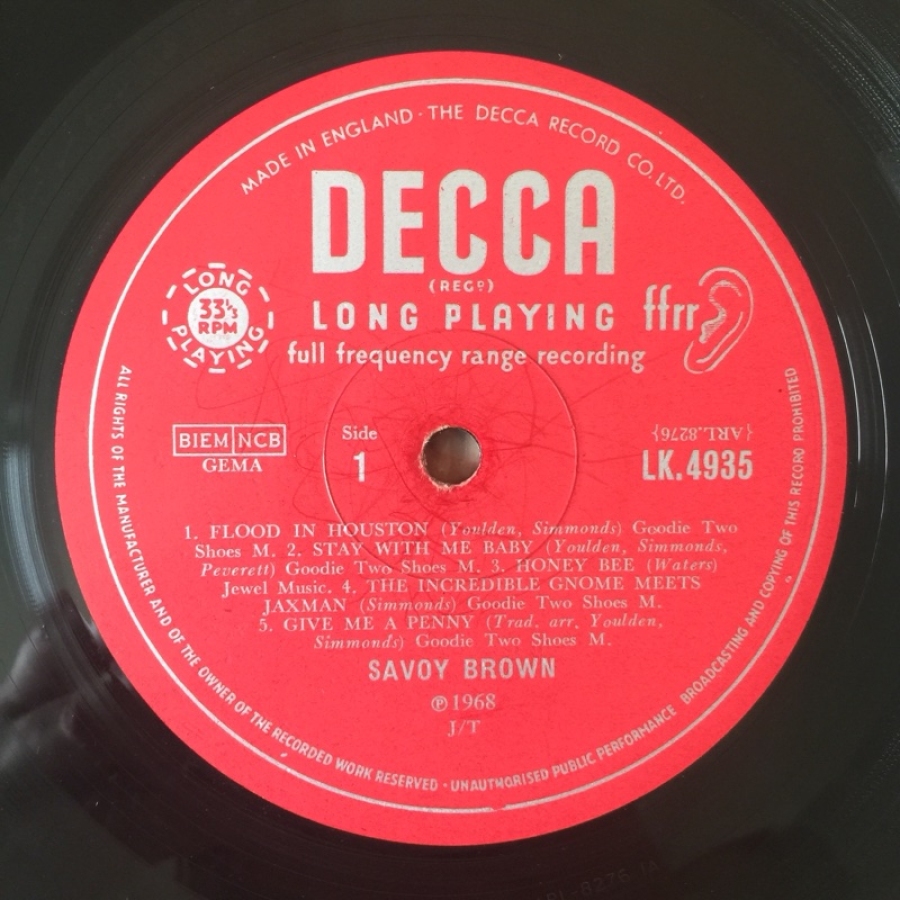 MADE IN ENGLAND · THE DECCA RECORD CO. LTD.
DECCA
(REGD)
LONG PLAYING
33⅓ RPM
LONG PLAYING
ffrr
full frequency range recording
BIEM NCB
GEMA
Side
1
{ARL.8276}
LK.4935
1. FLOOD IN HOUSTON (Youlden, Simmonds) Goodie Two
Shoes M. 2. STAY WITH ME BABY (Youlden, Simmonds,
Peverett) Goodie Two Shoes M. 3. HONEY BEE (Waters)
Jewel Music. 4. THE INCREDIBLE GNOME MEETS
JAXMAN (Simmonds) Goodie Two Shoes M.
5. GIVE ME A PENNY (Trad. arr. Youlden,
Simmonds) Goodie Two Shoes M.
SAVOY BROWN
℗ 1968
J/T
ALL RIGHTS OF THE MANUFACTURER AND OF THE OWNER OF THE RECORDED WORK RESERVED · UNAUTHORISED PUBLIC PERFORMANCE BROADCASTING AND COPYING OF THIS RECORD PROHIBITED